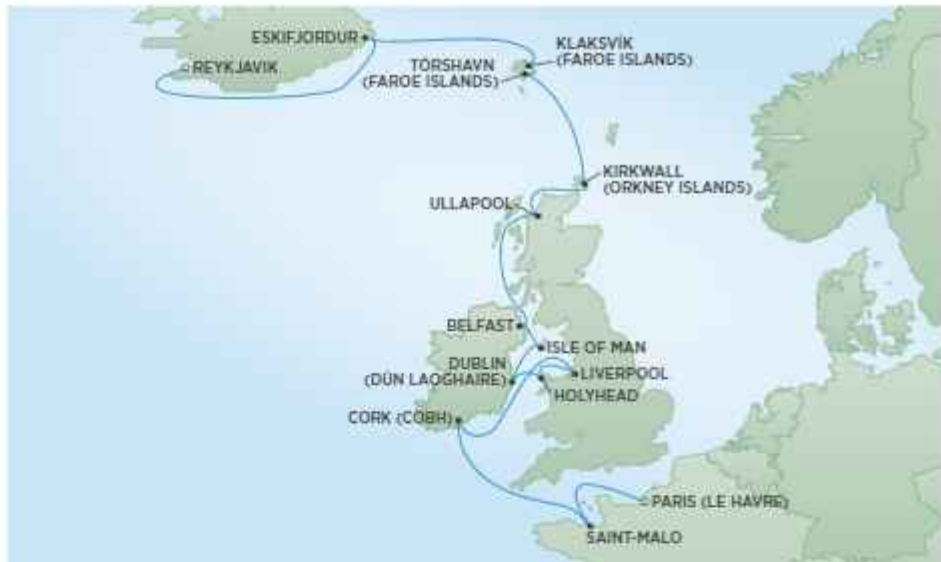 ESKIFJORDUR
REYKJAVIK
KLAKSVÍK
(FAROE ISLANDS)
TÓRSHAVN
(FAROE ISLANDS)
KIRKWALL
(ORKNEY ISLANDS)
ULLAPOOL
BELFAST
ISLE OF MAN
DUBLIN
(DÚN LAOGHAIRE)
LIVERPOOL
HOLYHEAD
CORK (COBH)
PARIS (LE HAVRE)
SAINT-MALO